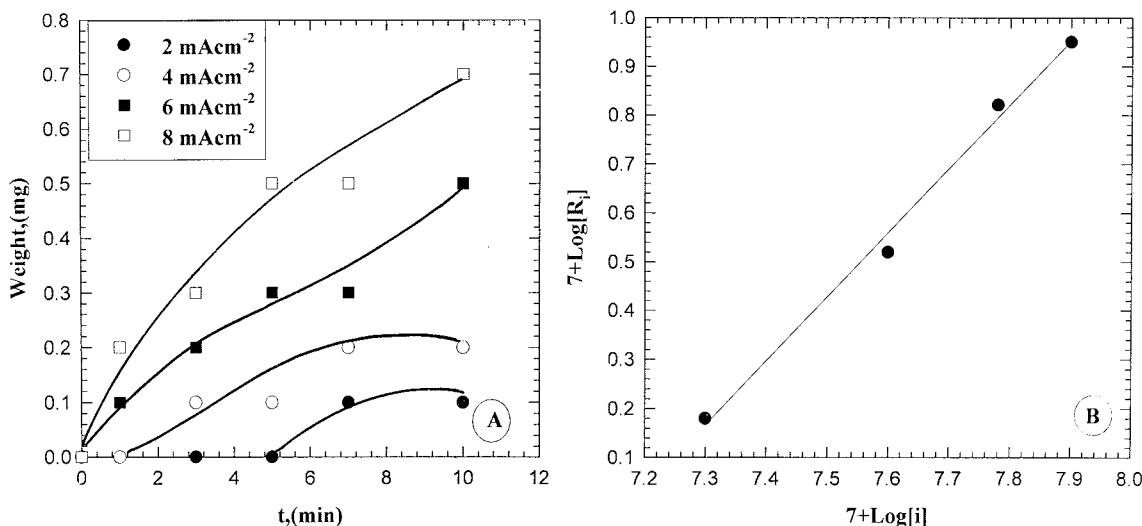 0.8
0.7
0.6
0.5
0.4
0.3
0.2
0.1
0.0
Weight,(mg)
2 mAcm-2
4 mAcm-2
6 mAcm-2
8 mAcm-2
A
0 2 4 6 8 10 12
t,(min)
1.0
0.9
0.8
0.7
0.6
0.5
0.4
0.3
0.2
0.1
7+Log[Ri]
B
7.2 7.3 7.4 7.5 7.6 7.7 7.8 7.9 8.0
7+Log[i]